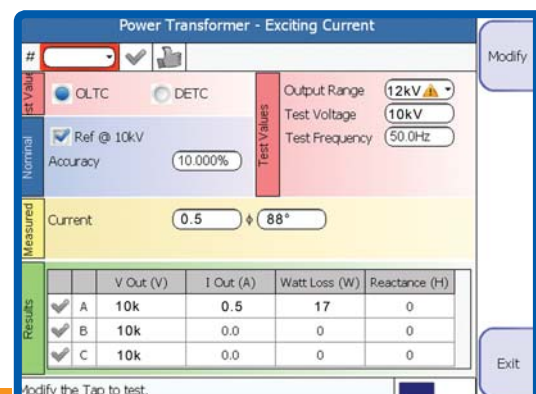 Power Transformer - Exciting Current
Modify
#
st Value
OLTC
DETC
Nominal
Ref @ 10kV
Accuracy
10.000%
Test Values
Output Range
12kV
Test Voltage
10kV
Test Frequency
50.0Hz
Measured
Current
0.5
ϕ
88°
Results
V Out (V) I Out (A) Watt Loss (W) Reactance (H)
A 10k 0.5 17 0
B 10k 0.0 0 0
C 10k 0.0 0 0
Modify the Tap to test.
Exit